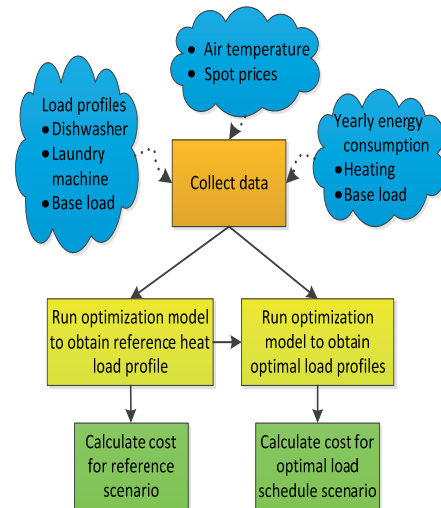 ● Air temperature
● Spot prices
Load profiles
● Dishwasher
● Laundry
machine
● Base load
Yearly energy
consumption
● Heating
● Base load
Collect data
Run optimization model
to obtain reference heat
load profile
Run optimization
model to obtain
optimal load profiles
Calculate cost
for reference
scenario
Calculate cost for
optimal load
schedule scenario